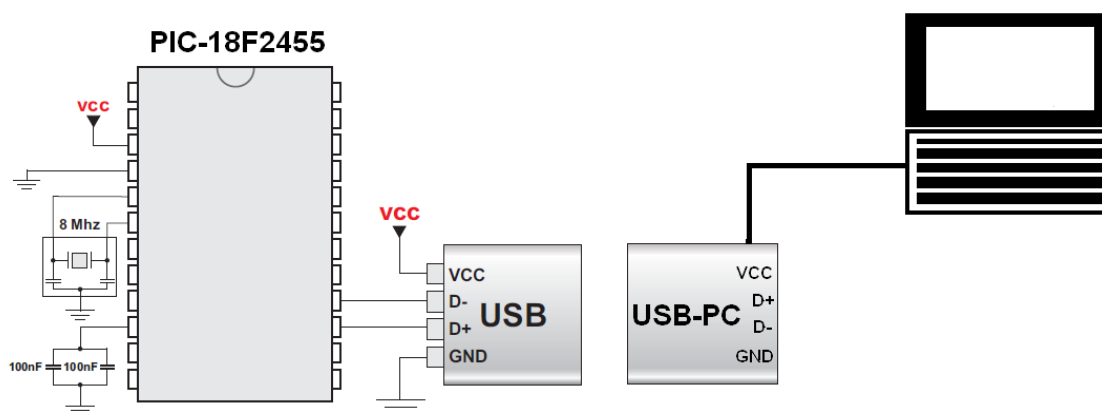 PIC-18F2455
vcc
8 Mhz
100nF
100nF
VCC
VCC
D-
D+
GND
USB
USB-PC
VCC
D+
D-
GND